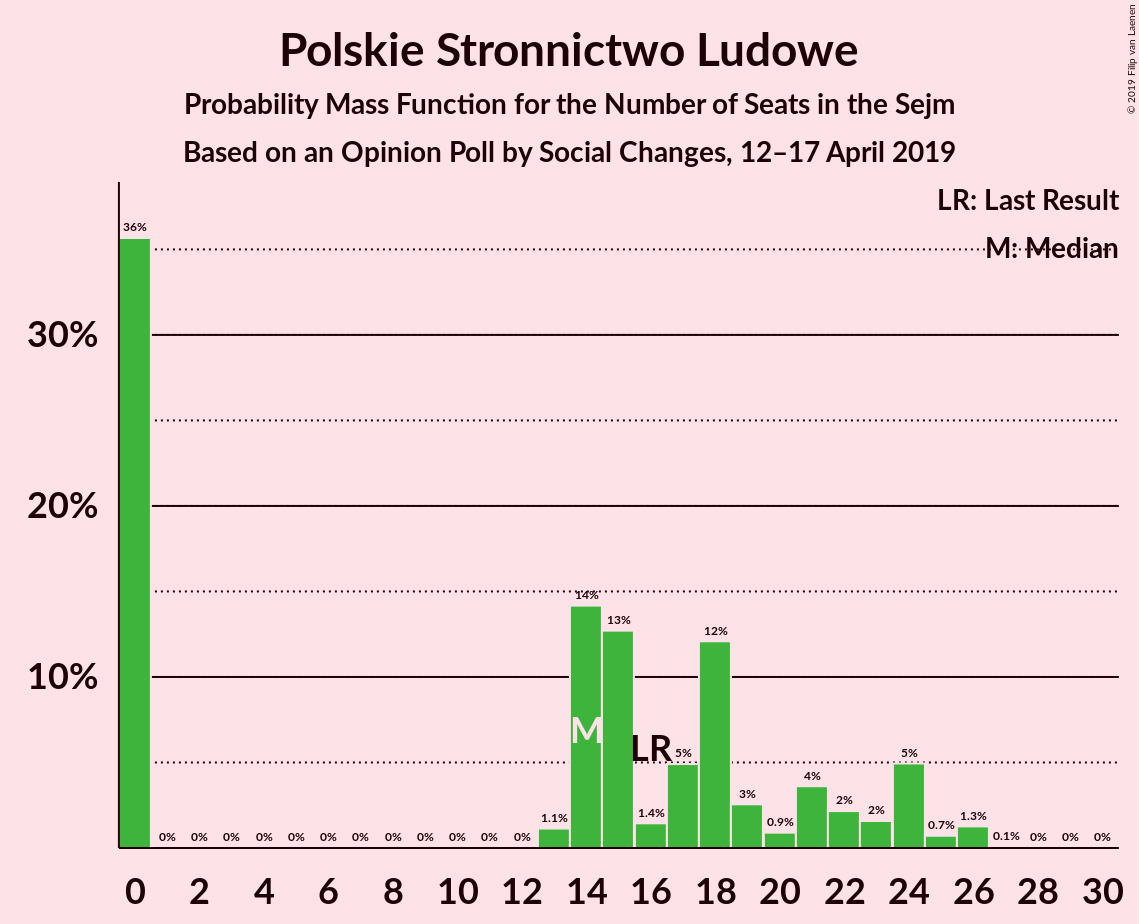 Polskie Stronnictwo Ludowe
Probability Mass Function for the Number of Seats in the Sejm
Based on an Opinion Poll by Social Changes, 12–17 April 2019
© 2019 Filip van Laenen
LR: Last Result
M: Median
30%
20%
10%
36%
0% 0% 0% 0% 0% 0% 0% 0% 0% 0% 0% 0%
1.1%
14%
13%
1.4%
5%
12%
3%
0.9%
4%
2%
2%
5%
0.7%
1.3%
0.1%
0% 0% 0%
M
LR
0 2 4 6 8 10 12 14 16 18 20 22 24 26 28 30